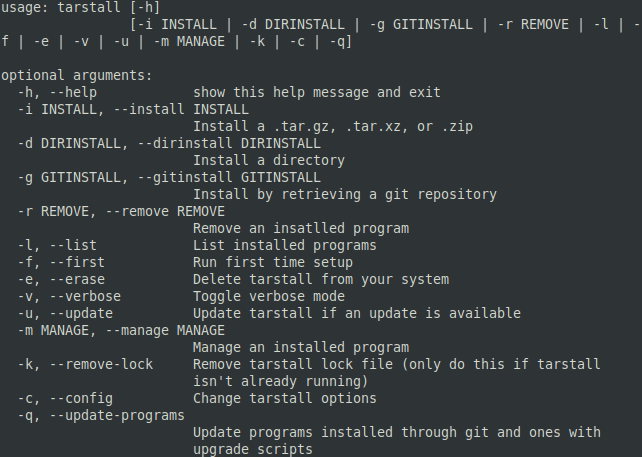 usage: tarstall [-h]
[-i INSTALL | -d DIRINSTALL | -g GITINSTALL | -r REMOVE | -l | -
f | -e | -v | -u | -m MANAGE | -k | -c | -q]
optional arguments:
-h, --help show this help message and exit
-i INSTALL, --install INSTALL
Install a .tar.gz, .tar.xz, or .zip
-d DIRINSTALL, --dirinstall DIRINSTALL
Install a directory
-g GITINSTALL, --gitinstall GITINSTALL
Install by retrieving a git repository
-r REMOVE, --remove REMOVE
Remove an insatlled program
-l, --list List installed programs
-f, --first Run first time setup
-e, --erase Delete tarstall from your system
-v, --verbose Toggle verbose mode
-u, --update Update tarstall if an update is available
-m MANAGE, --manage MANAGE
Manage an installed program
-k, --remove-lock Remove tarstall lock file (only do this if tarstall
isn't already running)
-c, --config Change tarstall options
-q, --update-programs
Update programs installed through git and ones with
upgrade scripts